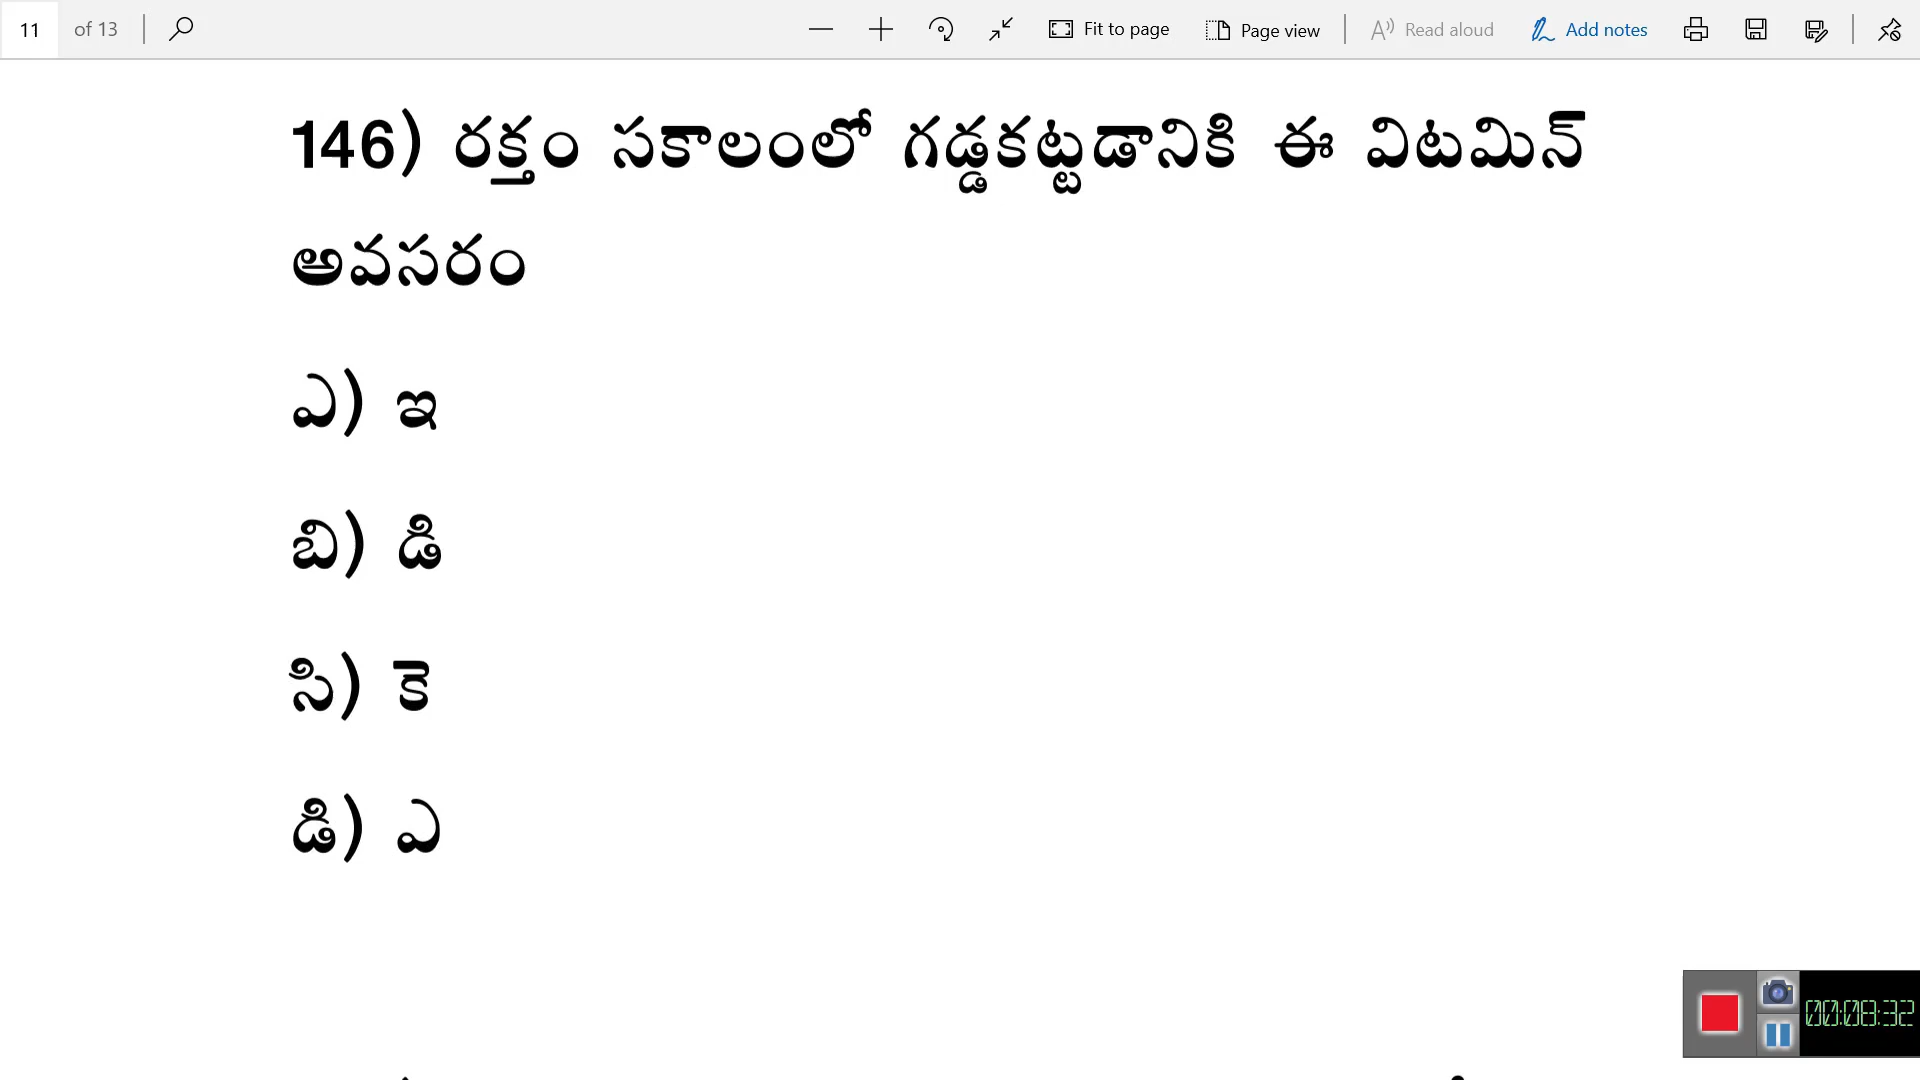 11 of 13 Fit to page Page view Read aloud Add notes
146) రక్తం సకాలంలో గడ్డకట్టడానికి ఈ విటమిన్
అవసరం
ఎ) ఇ
బి) డి
సి) కె
డి) ఎ
00:08:32